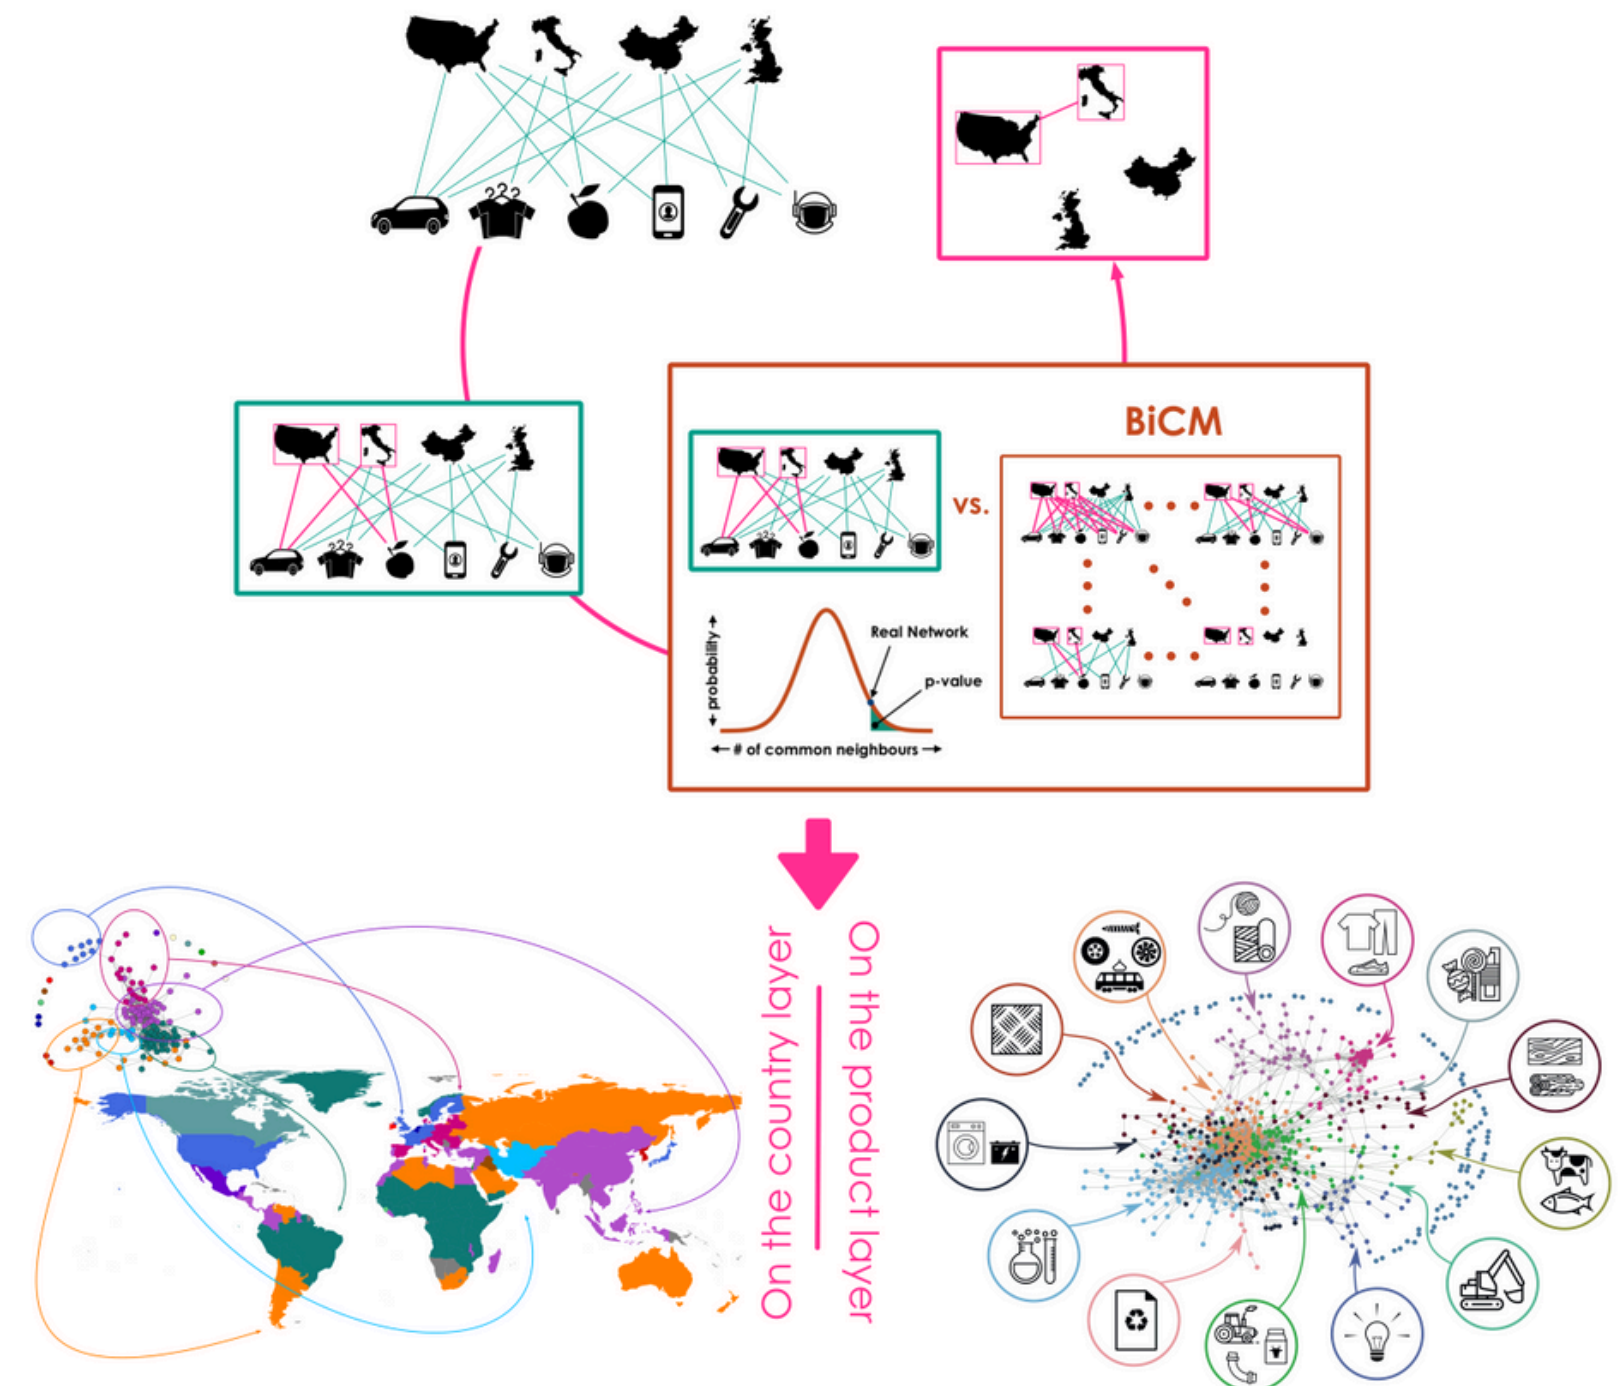 BiCM
vs.
Real Network
p-value
probability
# of common neighbours
On the country layer
On the product layer